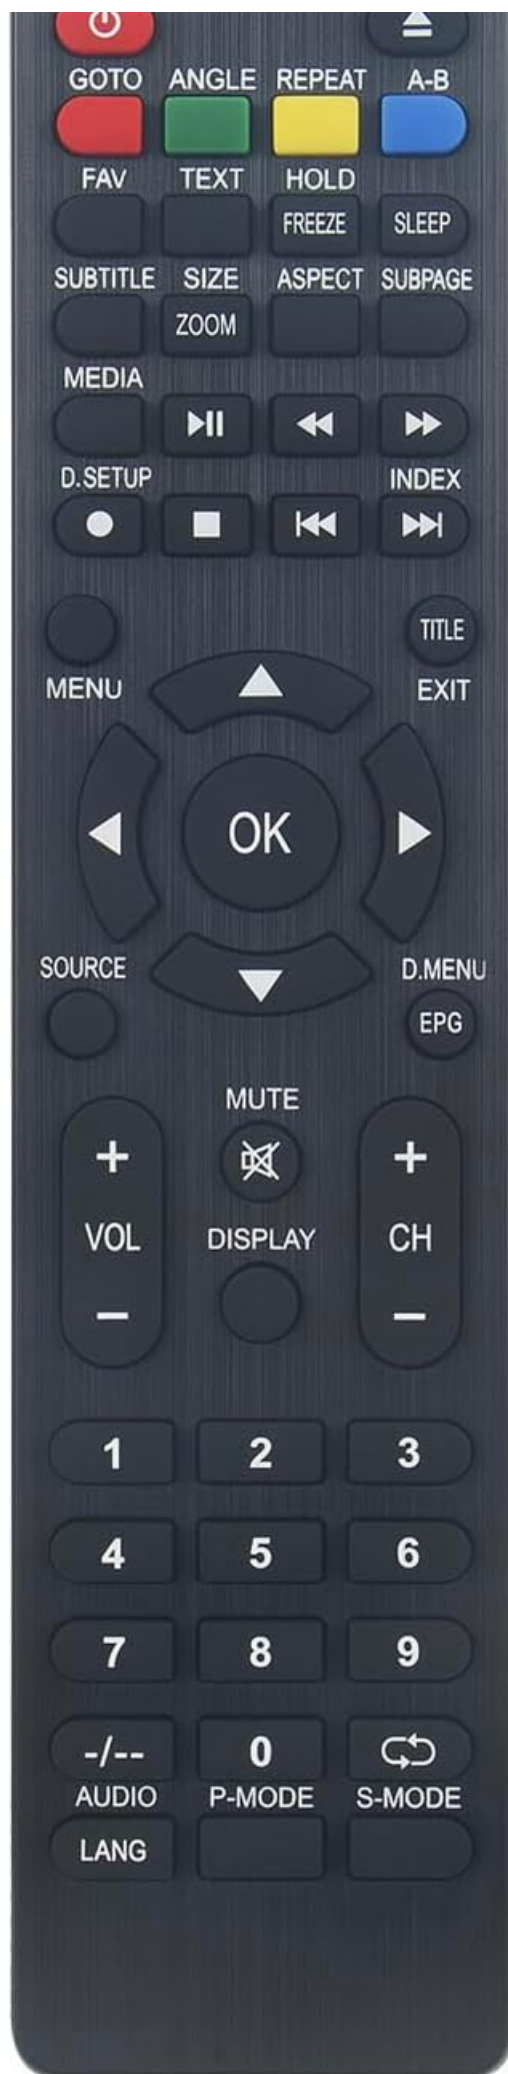 GOTO ANGLE REPEAT A-B
FAV TEXT HOLD
FREEZE SLEEP
SUBTITLE SIZE ASPECT SUBPAGE
ZOOM
MEDIA
D.SETUP INDEX
TITLE
MENU EXIT
OK
SOURCE D.MENU
EPG
MUTE
+ +
VOL DISPLAY CH
- -
1 2 3
4 5 6
7 8 9
-/-- 0
AUDIO P-MODE S-MODE
LANG